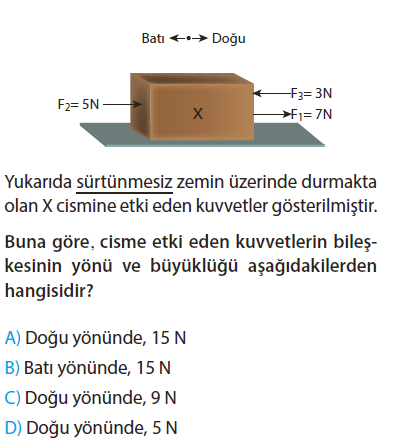 Batı ←•→ Doğu
F3= 3N
F2= 5N
X
F1= 7N
Yukarıda sürtünmesiz zemin üzerinde durmakta
olan X cismine etki eden kuvvetler gösterilmiştir.
Buna göre, cisme etki eden kuvvetlerin bileş-
kesinin yönü ve büyüklüğü aşağıdakilerden
hangisidir?
A) Doğu yönünde, 15 N
B) Batı yönünde, 15 N
C) Doğu yönünde, 9 N
D) Doğu yönünde, 5 N